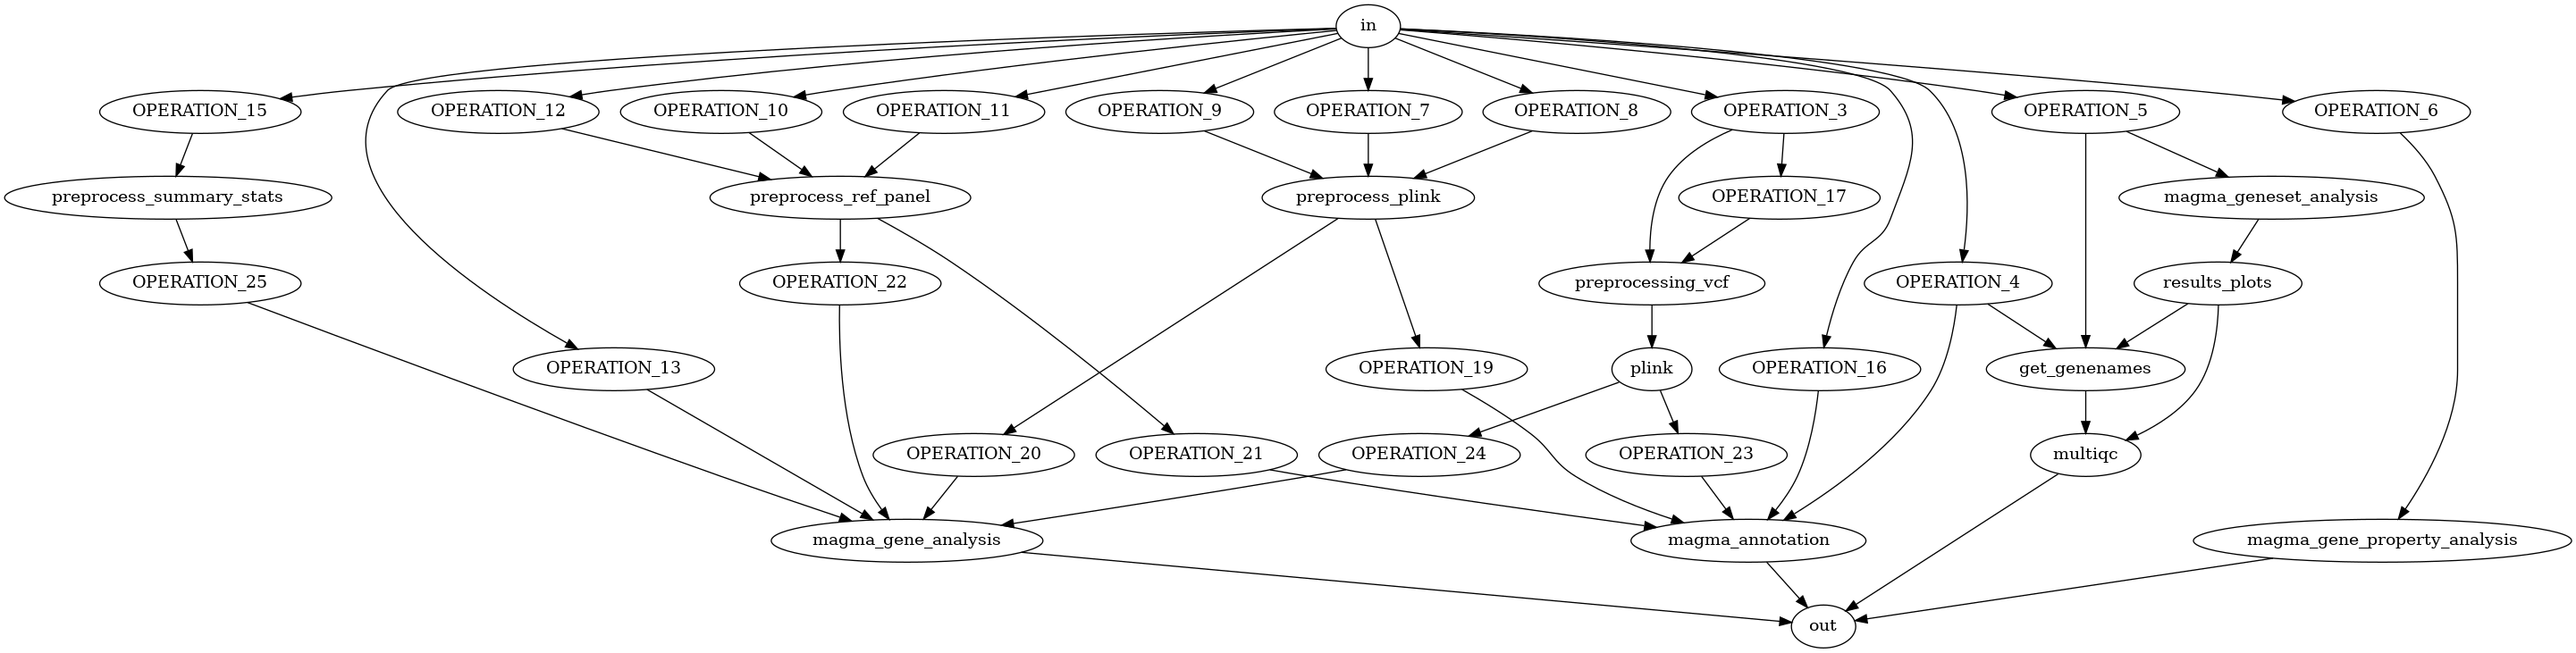 in
OPERATION_15
OPERATION_12
OPERATION_10
OPERATION_11
OPERATION_9
OPERATION_7
OPERATION_8
OPERATION_3
OPERATION_5
OPERATION_6
preprocess_summary_stats
preprocess_ref_panel
preprocess_plink
OPERATION_17
magma_geneset_analysis
OPERATION_25
OPERATION_22
preprocessing_vcf
OPERATION_4
results_plots
OPERATION_13
OPERATION_19
plink
OPERATION_16
get_genenames
OPERATION_20
OPERATION_21
OPERATION_24
OPERATION_23
multiqc
magma_gene_analysis
magma_annotation
magma_gene_property_analysis
out